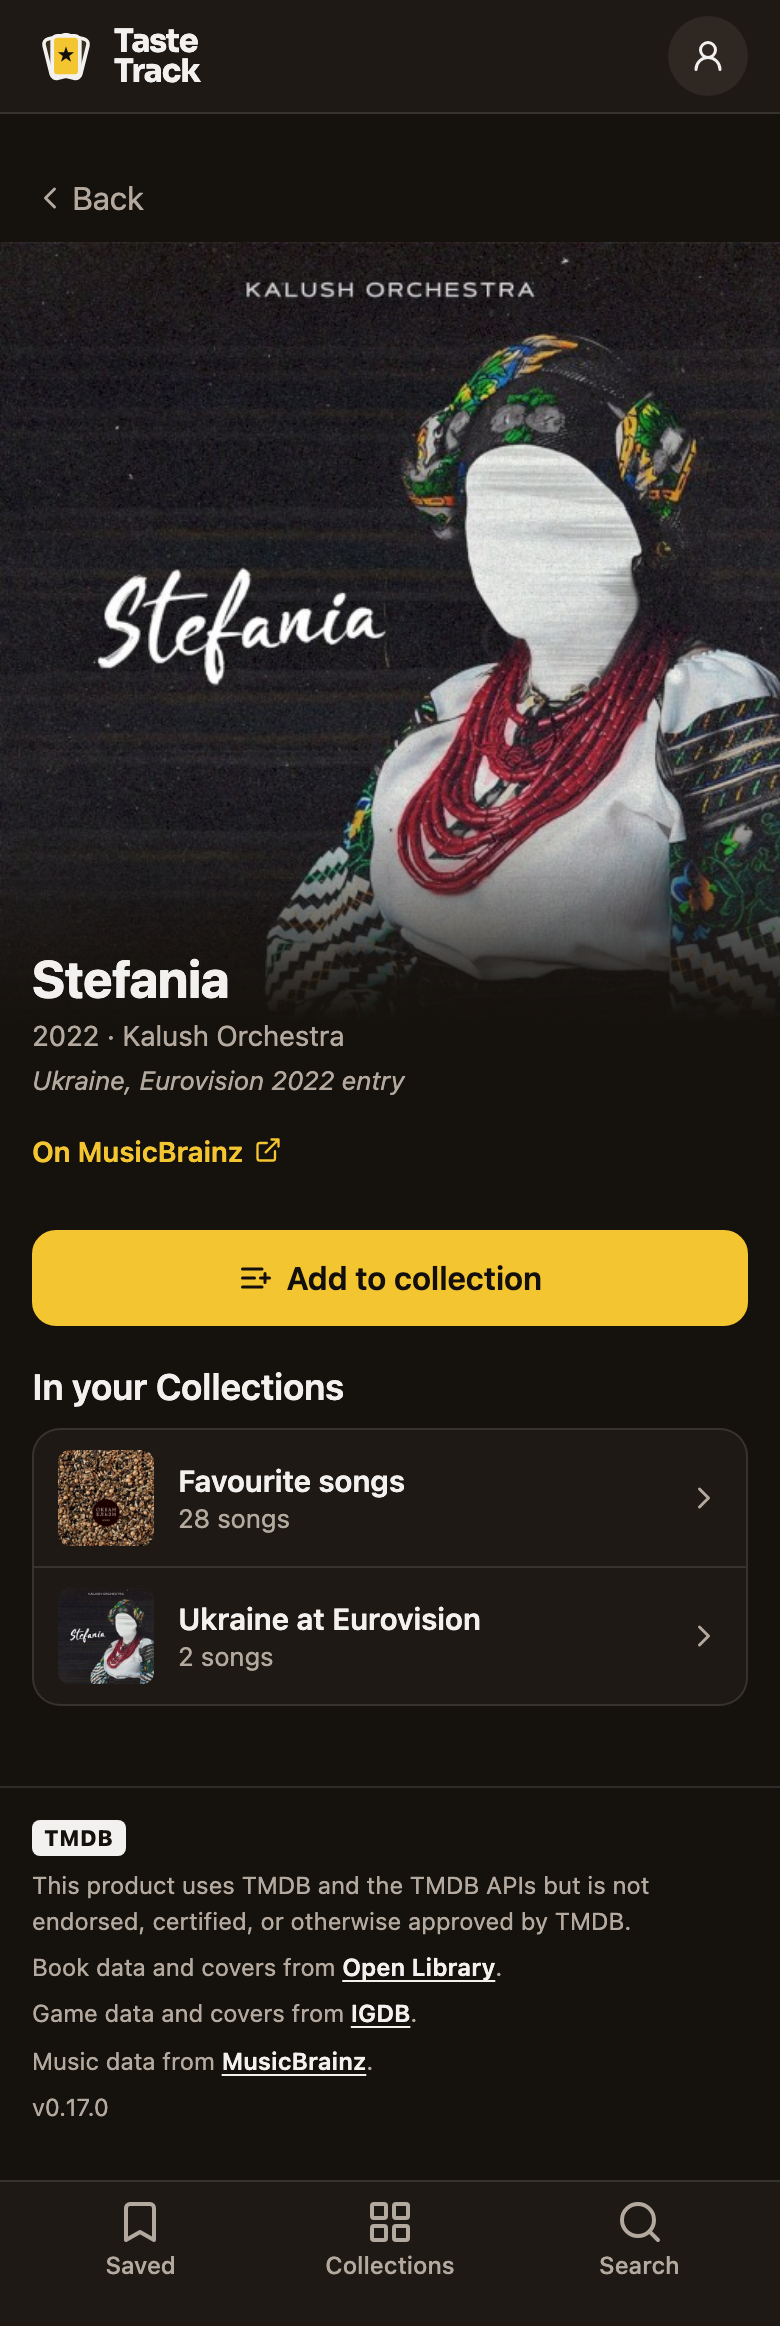 Taste
Track
Back
KALUSH ORCHESTRA
Stefania
Stefania
2022 · Kalush Orchestra
Ukraine, Eurovision 2022 entry
On MusicBrainz
Add to collection
In your Collections
Favourite songs
28 songs
KALUSH ORCHESTRA
Stefania
Ukraine at Eurovision
2 songs
TMDB
This product uses TMDB and the TMDB APIs but is not
endorsed, certified, or otherwise approved by TMDB.
Book data and covers from Open Library.
Game data and covers from IGDB.
Music data from MusicBrainz.
v0.17.0
Saved
Collections
Search